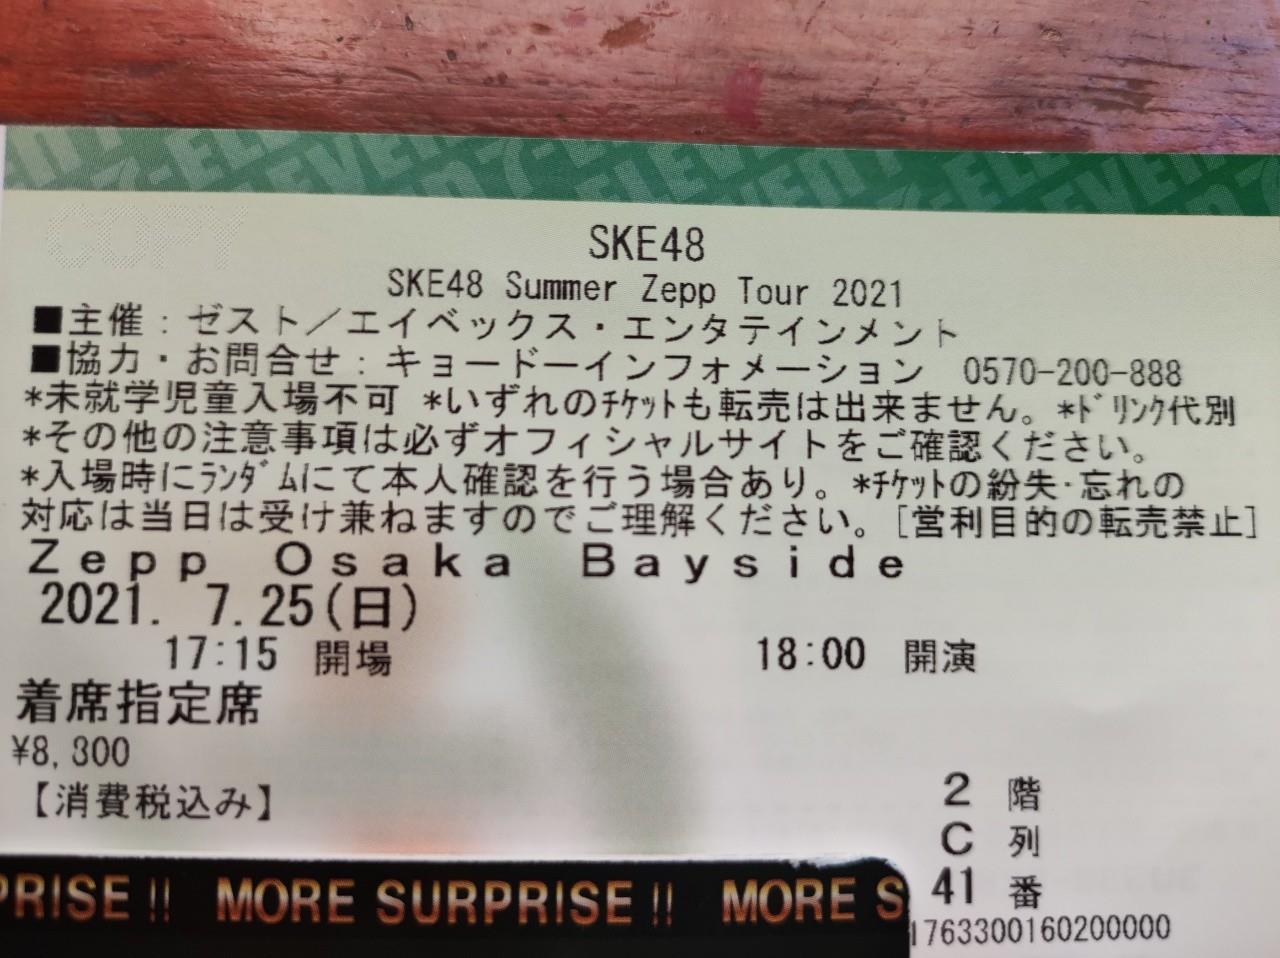 7-ELEVEN
COPY
SKE48
SKE48 Summer Zepp Tour 2021
■主催：ゼスト／エイベックス・エンタテインメント
■協力・お問合せ：キョードーインフォメーション 0570-200-888
*未就学児童入場不可 *いずれのﾁｹｯﾄも転売は出来ません。*ﾄﾞﾘﾝｸ代別
*その他の注意事項は必ずオフィシャルサイトをご確認ください。
*入場時にﾗﾝﾀﾞﾑにて本人確認を行う場合あり。*ﾁｹｯﾄの紛失･忘れの
対応は当日は受け兼ねますのでご理解ください。[営利目的の転売禁止]
Ｚｅｐｐ Ｏｓａｋａ Ｂａｙｓｉｄｅ
2021. 7.25(日)
17:15 開場 18:00 開演
着席指定席
¥8,300
【消費税込み】
2 階
C 列
41 番
PRISE!! MORE SURPRISE!! MORE S
1763300160200000